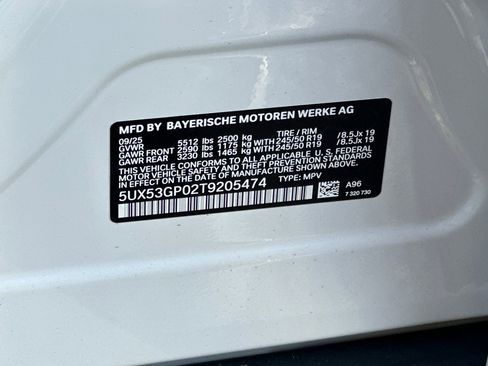 MFD BY BAYERISCHE MOTOREN WERKE AG
09/25 TIRE / RIM
GVWR 5512 lbs 2500 kg
GAWR FRONT 2590 lbs 1175 kg WITH 245/50 R19 /8.5Jx 19
GAWR REAR 3230 lbs 1465 kg WITH 245/50 R19 /8.5Jx 19
THIS VEHICLE CONFORMS TO ALL APPLICABLE U.S. FEDERAL
MOTOR VEHICLE SAFETY AND THEFT PREVENTION STANDARDS
IN EFFECT ON THE DATE OF MANUFACTURE SHOWN ABOVE.
5UX53GP02T9205474 TYPE: MPV
A96
7 320 730